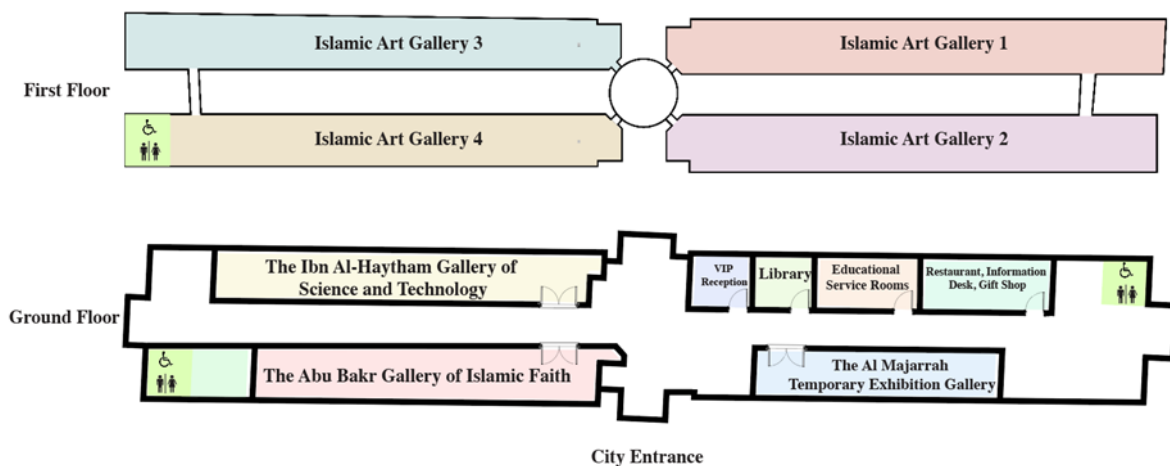 Islamic Art Gallery 3
Islamic Art Gallery 1
First Floor
Islamic Art Gallery 4
Islamic Art Gallery 2
The Ibn Al-Haytham Gallery of
Science and Technology
VIP
Reception
Library
Educational
Service Rooms
Restaurant, Information
Desk, Gift Shop
Ground Floor
The Abu Bakr Gallery of Islamic Faith
The Al Majarrah
Temporary Exhibition Gallery
City Entrance